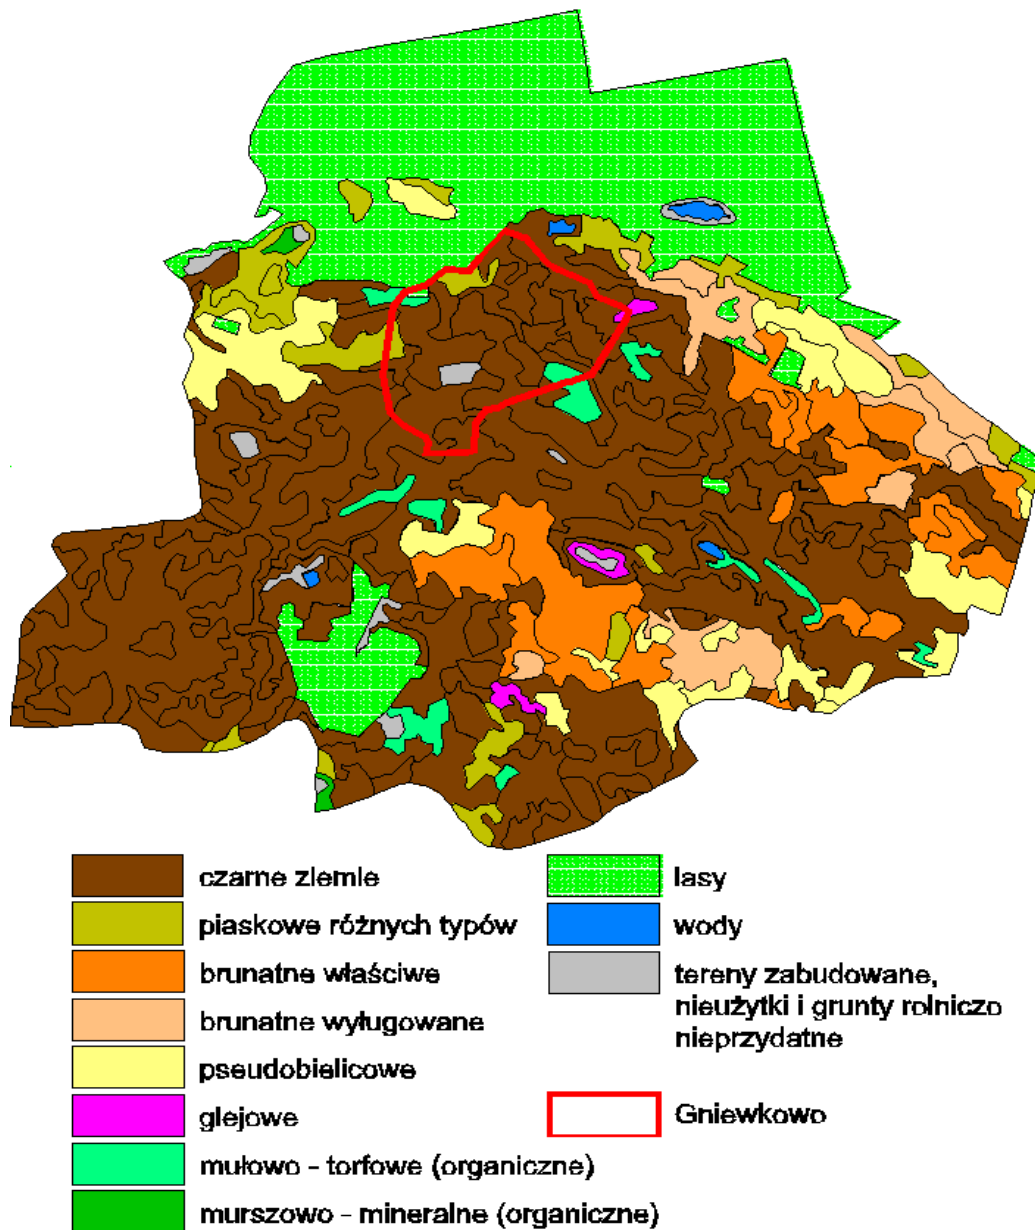 czarne ziemie
piaskowe różnych typów
brunatne właściwe
brunatne wyługowane
pseudobielicowe
glejowe
mułowo - torfowe (organiczne)
murszowo - mineralne (organiczne)
lasy
wody
tereny zabudowane,
nieużytki i grunty rolniczo
nieprzydatne
Gniewkowo